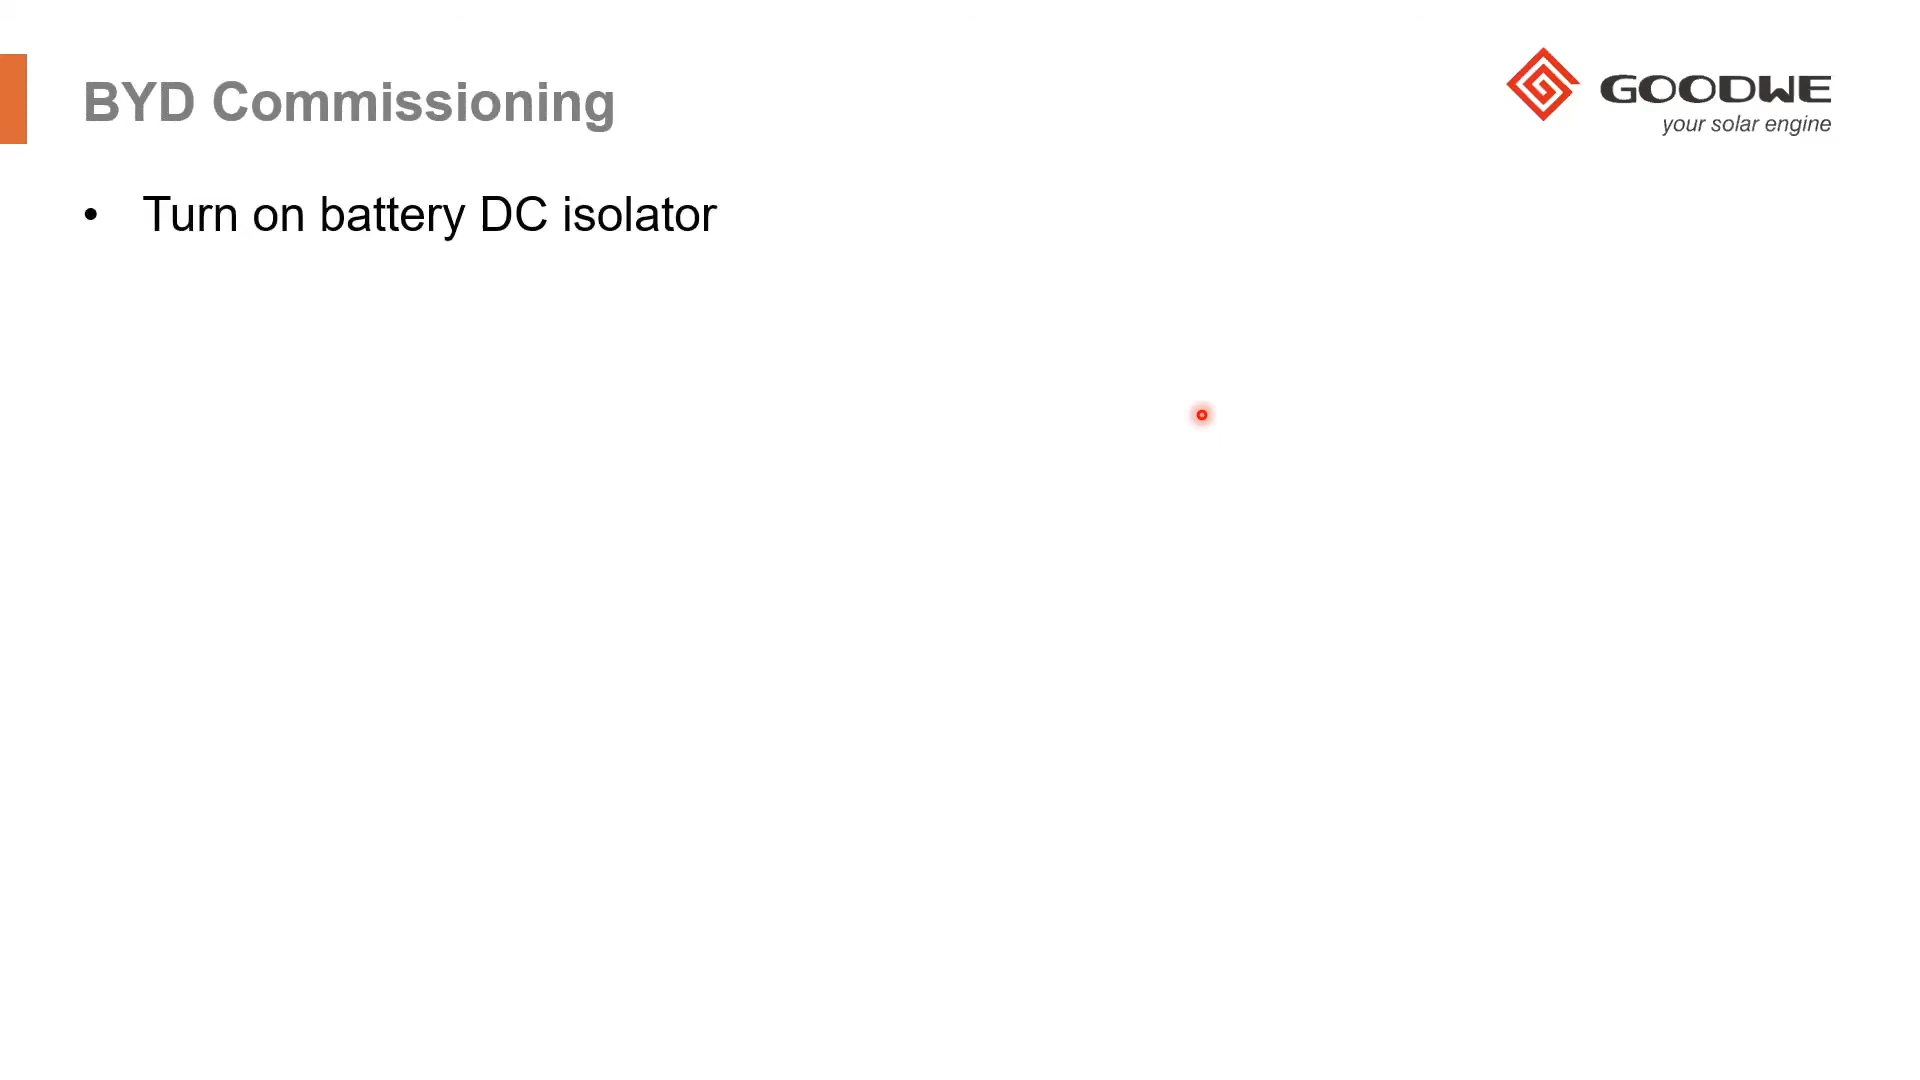 BYD Commissioning
GOODWE
your solar engine
• Turn on battery DC isolator